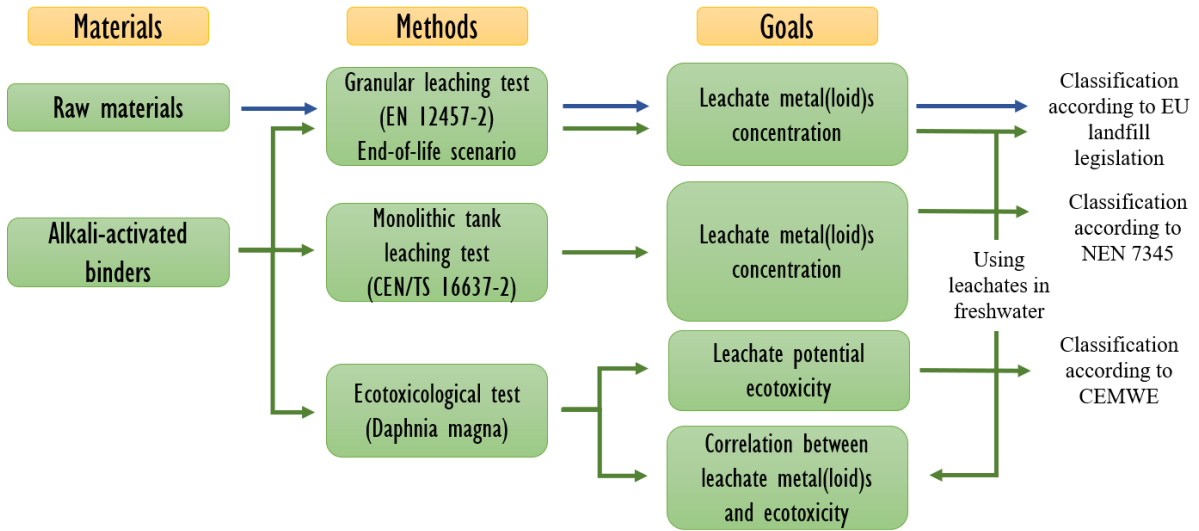 Materials
Methods
Goals
Raw materials
Granular leaching test
(EN 12457-2)
End-of-life scenario
Leachate metal(loid)s
concentration
Classification
according to EU
landfill
legislation
Alkali-activated
binders
Monolithic tank
leaching test
(CEN/TS 16637-2)
Leachate metal(loid)s
concentration
Classification
according to
NEN 7345
Using
leachates in
freshwater
Ecotoxicological test
(Daphnia magna)
Leachate potential
ecotoxicity
Classification
according to
CEMWE
Correlation between
leachate metal(loid)s
and ecotoxicity